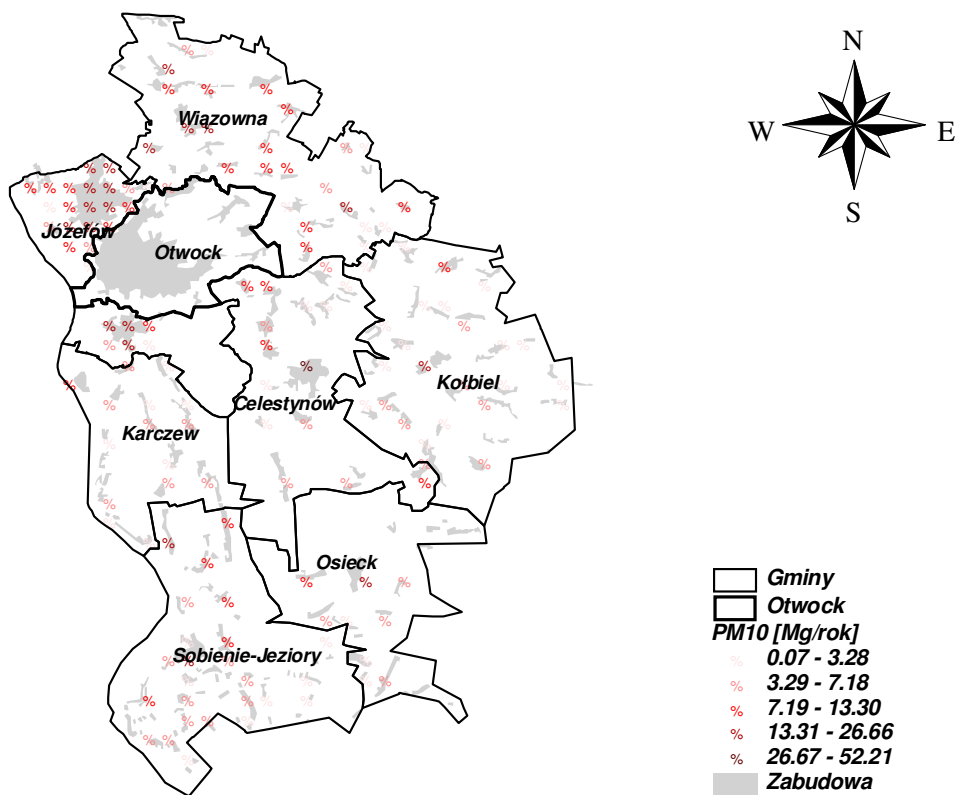 N
Wiązowna
W
E
S
Józefów
Otwock
Kołbiel
Celestynów
Karczew
Osieck
Gminy
Otwock
PM10 [Mg/rok]
Sobienie-Jeziory
% 0.07 - 3.28
% 3.29 - 7.18
% 7.19 - 13.30
% 13.31 - 26.66
% 26.67 - 52.21
Zabudowa